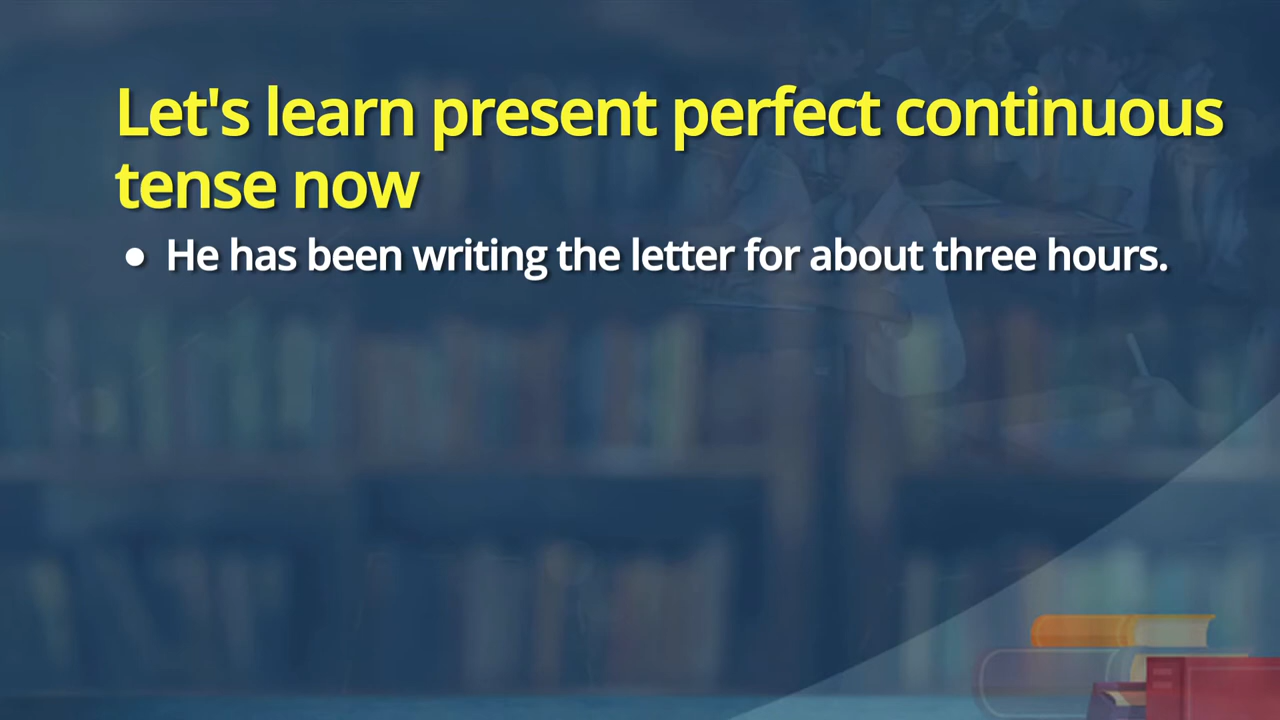 Let's learn present perfect continuous
tense now
● He has been writing the letter for about three hours.